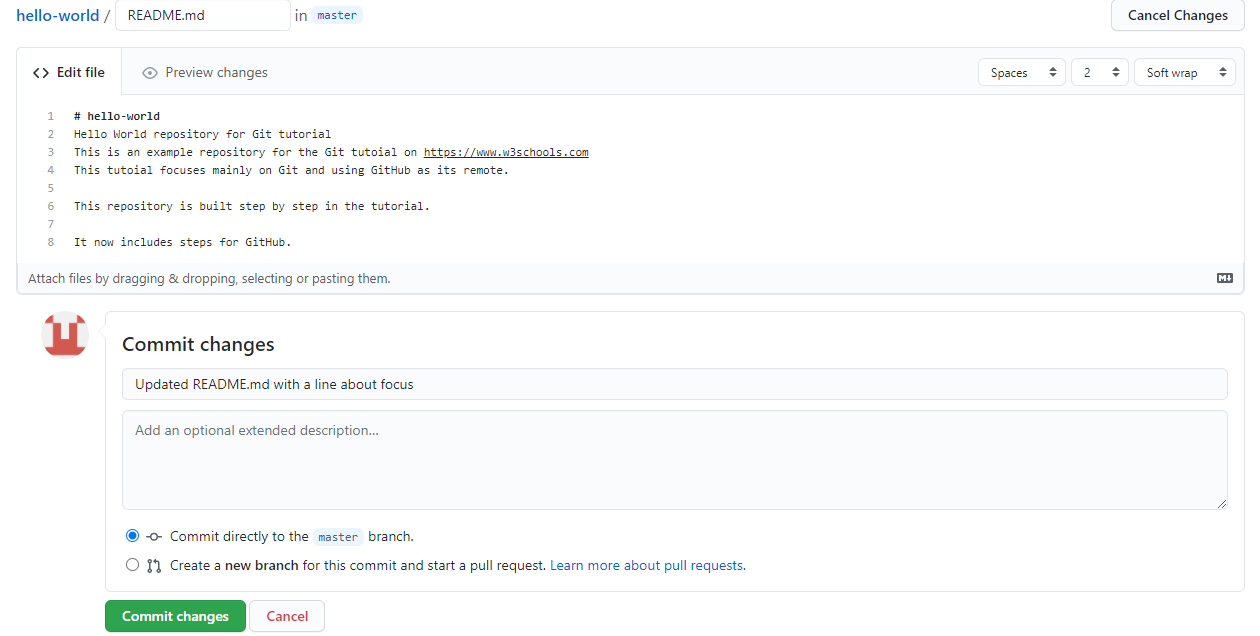 hello-world / README.md in master Cancel Changes
Edit file Preview changes Spaces 2 Soft wrap
1 # hello-world
2 Hello World repository for Git tutorial
3 This is an example repository for the Git tutoial on https://www.w3schools.com
4 This tutoial focuses mainly on Git and using GitHub as its remote.
5
6 This repository is built step by step in the tutorial.
7
8 It now includes steps for GitHub.
Attach files by dragging & dropping, selecting or pasting them.
Commit changes
Updated README.md with a line about focus
Add an optional extended description...
Commit directly to the master branch.
Create a new branch for this commit and start a pull request. Learn more about pull requests.
Commit changes Cancel